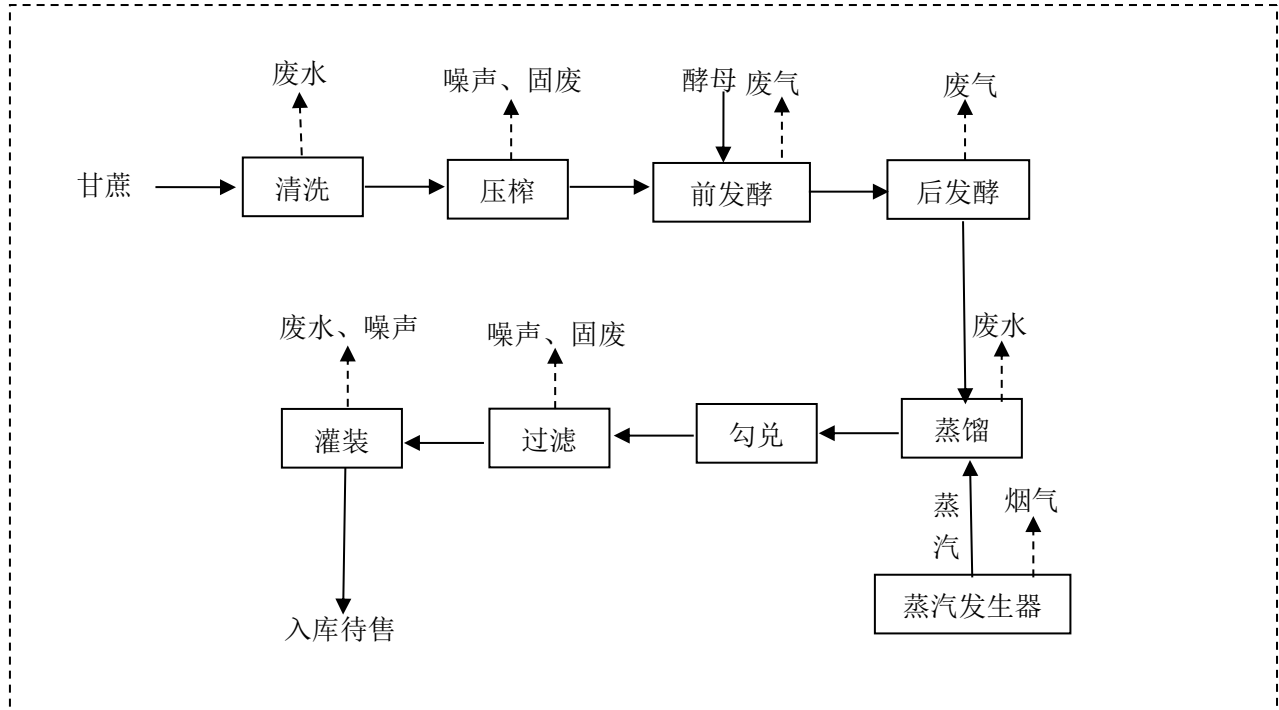 废水
噪声、固废
酵母
废气
废气
甘蔗
清洗
压榨
前发酵
后发酵
废水、噪声
噪声、固废
废水
灌装
过滤
勾兑
蒸馏
蒸
汽
烟气
蒸汽发生器
入库待售